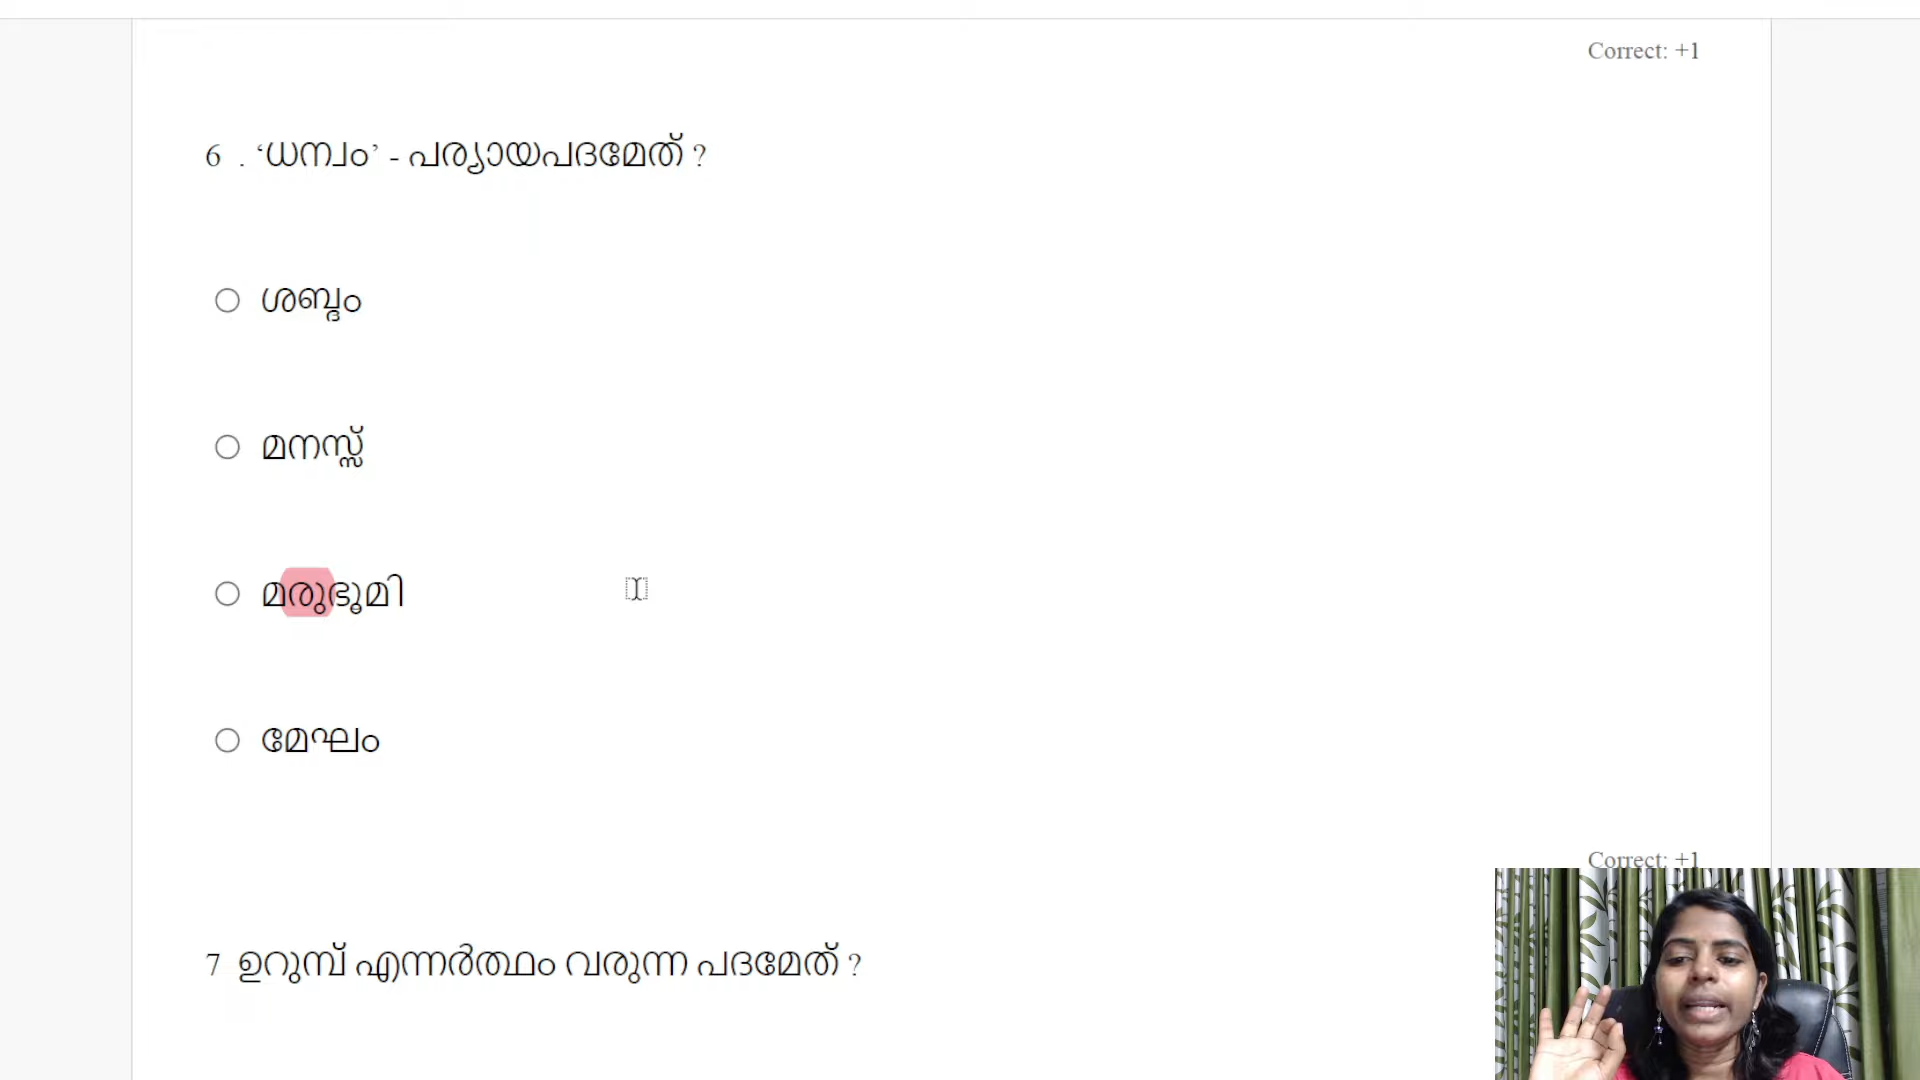 Correct: +1
6 . ‘ധന്വം’ - പര്യായപദമേത് ?
ശബ്ദം
മനസ്സ്
മരുഭൂമി
മേഘം
Correct: +1
7 ഉറുമ്പ് എന്നർത്ഥം വരുന്ന പദമേത് ?